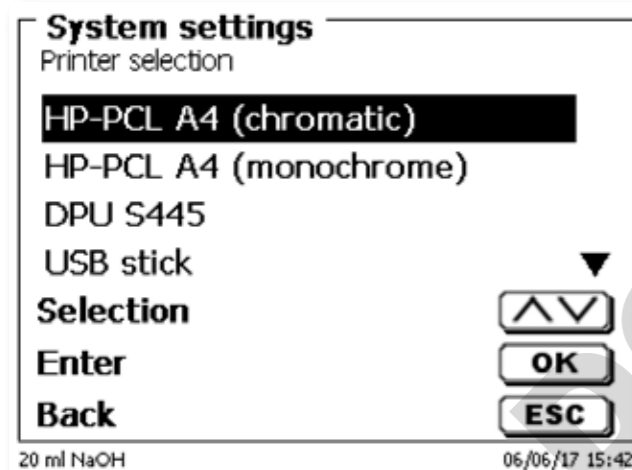 System settings
Printer selection
HP-PCL A4 (chromatic)
HP-PCL A4 (monochrome)
DPU S445
USB stick
Selection
Enter OK
Back ESC
20 ml NaOH 06/06/17 15:42